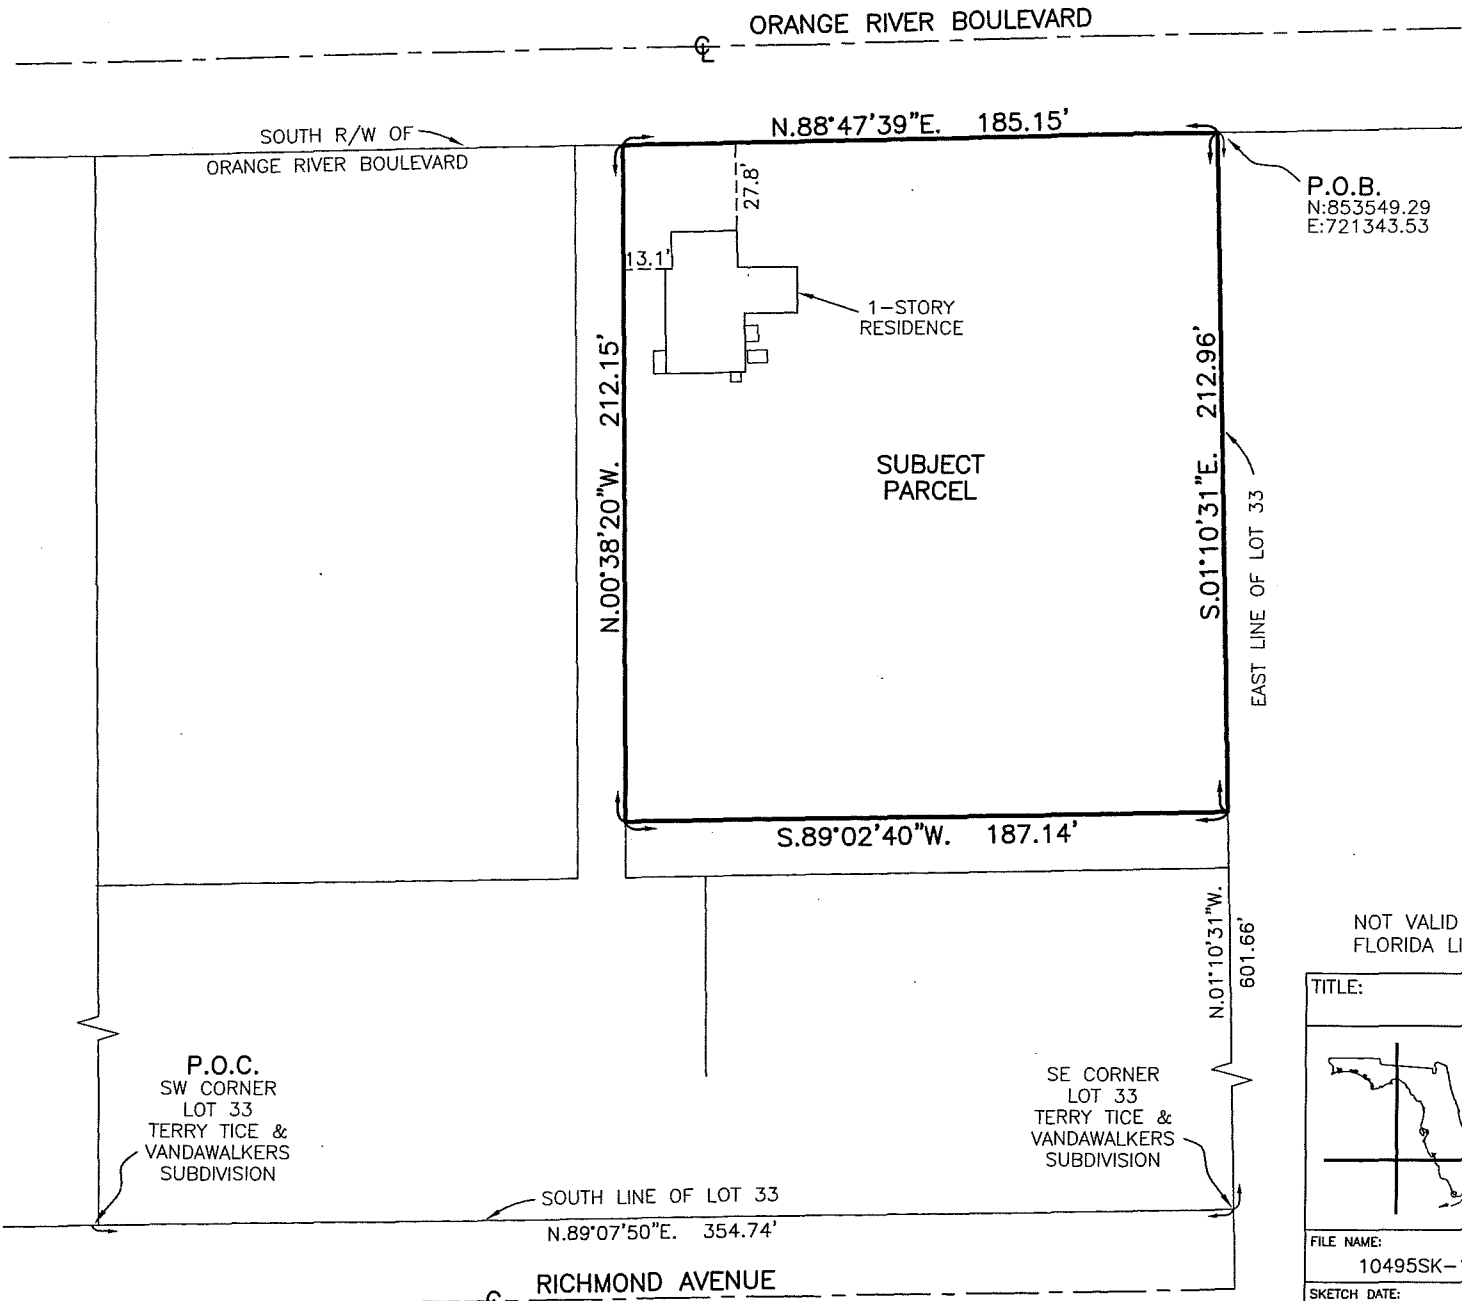 ORANGE RIVER BOULEVARD
SOUTH R/W OF
ORANGE RIVER BOULEVARD
N.88°47'39"E. 185.15'
P.O.B.
N:853549.29
E:721343.53
27.8'
13.1'
1-STORY
RESIDENCE
N.00°38'20"W. 212.15'
S.01°10'31"E. 212.96'
EAST LINE OF LOT 33
SUBJECT
PARCEL
S.89°02'40"W. 187.14'
N.01°10'31"W.
601.66'
NOT VALID
FLORIDA
TITLE:
P.O.C.
SW CORNER
LOT 33
TERRY TICE &
VANDAWALKERS
SUBDIVISION
SE CORNER
LOT 33
TERRY TICE &
VANDAWALKERS
SUBDIVISION
SOUTH LINE OF LOT 33
N.89°07'50"E. 354.74'
RICHMOND AVENUE
FILE NAME:
10495SK-
SKETCH DATE: